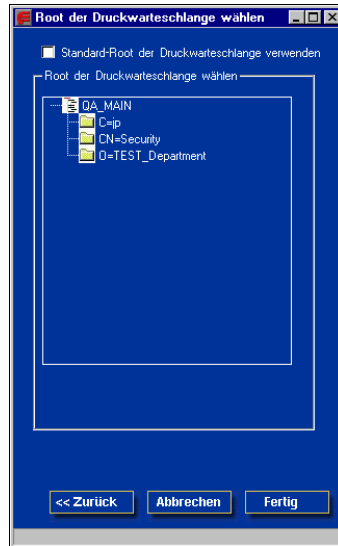 Root der Druckwarteschlange wählen
Standard-Root der Druckwarteschlange verwenden
Root der Druckwarteschlange wählen
QA_MAIN
C=jp
CN=Security
O=TEST_Department
<< Zurück
Abbrechen
Fertig